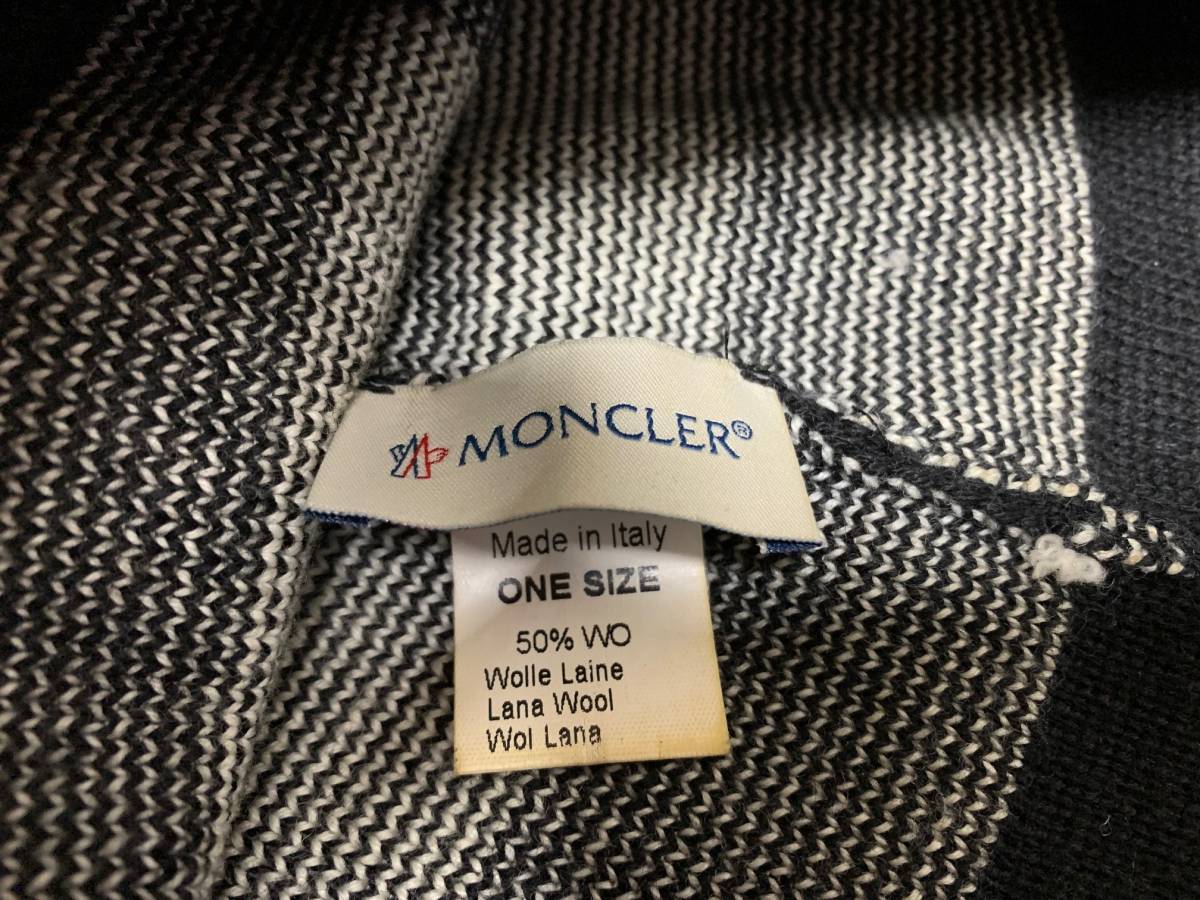 MONCLER®
Made in Italy
ONE SIZE
50% WO
Wolle Laine
Lana Wool
Wol Lana